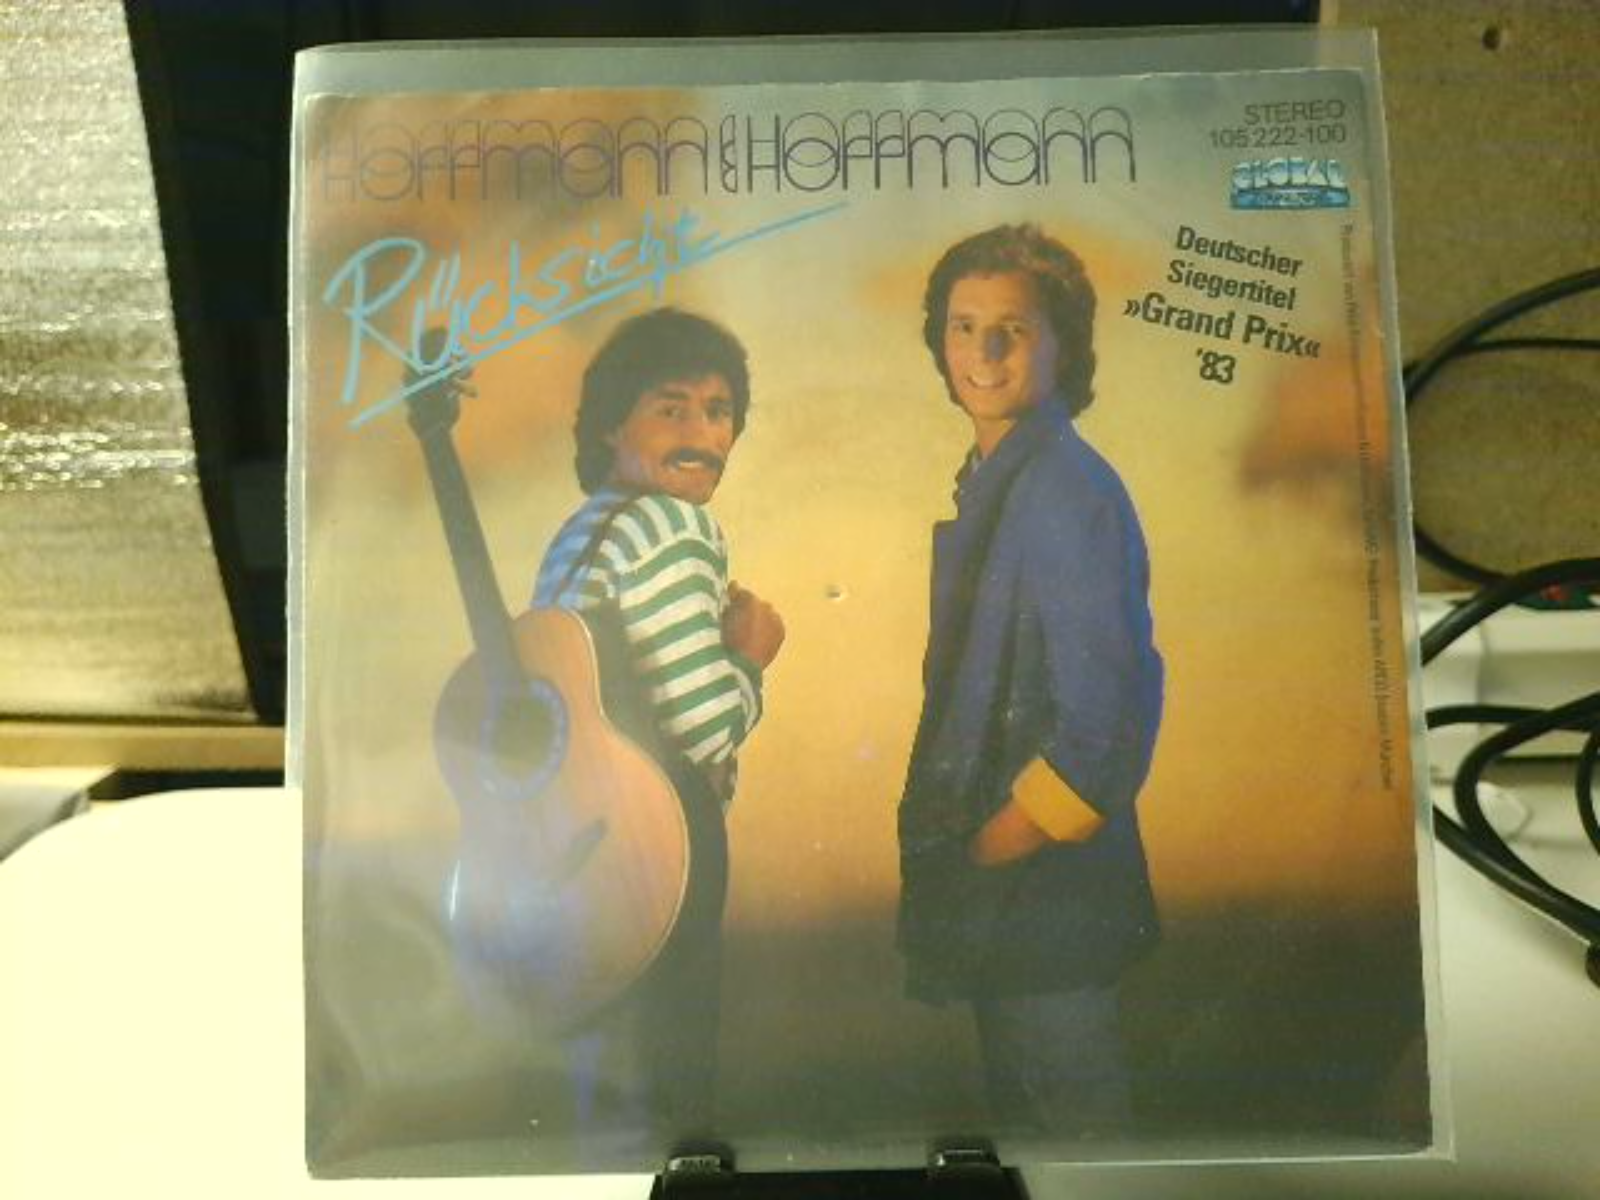 Hoffmann & Hoffmann
Rücksicht
STEREO
105 222-100
GLOBAL
Deutscher
Siegertitel
»Grand Prix«
'83